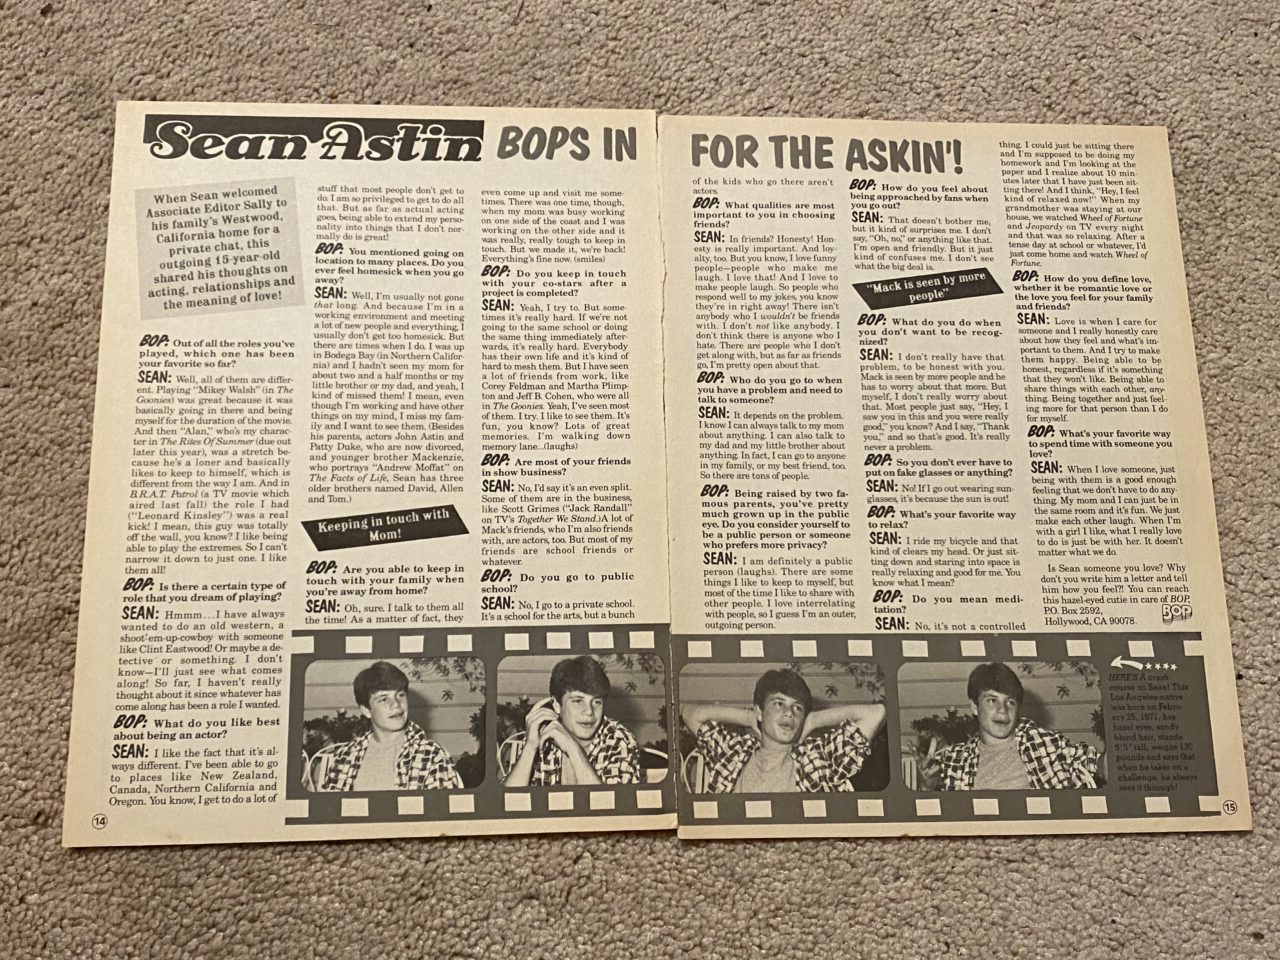 Sean Astin BOPS IN
FOR THE ASKIN'!
When Sean welcomed
Associate Editor Sally to
his family's Westwood,
California home for a
private chat, this
outgoing 15-year-old
shared his thoughts on
acting, relationships and
the meaning of love!
BOP: Out of all the roles you've
played, which one has been
your favorite so far?
SEAN: Well, all are differ-
ent. Playing "Mikey Walsh" (in The
Goonies) was great because it was
basically going in there and being
myself for the duration of the movie.
And then "Alan," who's my charac-
ter in The Rites Of Summer (due out
later this year), was a stretch be-
cause he's a loner and basically
likes to keep to himself, which is
different from the way I am. And in
B.R.A.T. Patrol (a TV movie which
aired last fall) the role I had
("Leonard Kinsley") was a real
kick! I mean, this guy was totally
off the wall, you know? I like being
able to play the extremes. So I can't
narrow it down to just one. I like
them all!
BOP: Is there a certain type of
role that you dream of playing?
SEAN: Hmmm...I have always
wanted to do an old western, a
shoot-'em-up-cowboy with someone
like Clint Eastwood! Or maybe a de-
tective or something. I don't
know—I'll just see what comes
along! So far, I haven't really
thought about it since whatever has
come along has been a role I wanted.
BOP: What do you like best
about being an actor?
SEAN: I like the fact that it's al-
ways different. I've been able to go
to places like New Zealand,
Canada, Northern California and
Oregon. You know, I get to do a lot of
stuff that most people don't get to
do. I am so privileged to get to do all
that. But as far as actual acting
goes, being able to extend my perso-
nality into things that I don't nor-
mally do is great!
BOP: You mentioned going on
location to many places. Do you
ever feel homesick when you go
away?
SEAN: Well, I'm usually not gone
that long. And because I'm in a
working environment and meeting
a lot of new people and everything, I
usually don't get too homesick. But
there are times when I do. I was up
in Bodega Bay (in Northern Califor-
nia) and I hadn't seen my mom for
about two and a half months or my
little brother or my dad, and yeah, I
kind of missed them! I mean, even
though I'm working and have other
things on my mind, I miss my fam-
ily and I want to see them. (Besides
his parents, actors John Astin and
Patty Duke, who are now divorced,
and younger brother Mackenzie,
who portrays "Andrew Moffat" on
The Facts of Life, Sean has three
older brothers named David, Allen
and Tom.)
Keeping in touch with
Mom!
BOP: Are you able to keep in
touch with your family when
you're away from home?
SEAN: Oh, sure. I talk to them all
the time! As a matter of fact, they
even come up and visit me some-
times. There was one time, though,
when my mom was busy working
on one side of the coast and I was
working on the other side and it
was really, really tough to keep in
touch. But we made it, we're back!
Everything's fine now. (smiles)
BOP: Do you keep in touch
with your co-stars after a
project is completed?
SEAN: Yeah, I try to. But some-
times it's really hard. If we're not
going to the same school or doing
the same thing immediately after-
wards, it's really hard. Everybody
has their own life and it's kind of
hard to mesh them. But I have seen
a lot of friends from work, like
Corey Feldman and Martha Plimp-
ton and Jeff B. Cohen, who were all
in The Goonies. Yeah, I've seen most
of them. I try. I like to see them. It's
fun, you know? Lots of great
memories. I'm walking down
memory lane...(laughs)
BOP: Are most of your friends
in show business?
SEAN: No, I'd say it's an even split.
Some of them are in the business,
like Scott Grimes ("Jack Randall"
on TV's Together We Stand.) A lot of
Mack's friends, who I'm also friends
with, are actors, too. But most of my
friends are school friends or
whatever.
BOP: Do you go to public
school?
SEAN: No, I go to a private school.
It's a school for the arts, but a bunch
of the kids who go there aren't
actors.
BOP: What qualities are most
important to you in choosing
friends?
SEAN: In friends? Honesty! Hon-
esty is really important. And loy-
alty, too. But you know, I love funny
people—people who make me
laugh. I love that! And I love to
make people laugh. So people who
respond well to my jokes, you know
they're in right away! There isn't
anybody who I wouldn't be friends
with. I don't not like anybody. I
don't think there is anyone who I
hate. There are people who I don't
get along with, but as far as friends
go, I'm pretty open about that.
BOP: Who do you go to when
you have a problem and need to
talk to someone?
SEAN: It depends on the problem.
I know I can always talk to my mom
about anything. I can also talk to
my dad and my little brother about
anything. In fact, I can go to anyone
in my family, or my best friend, too.
So there are tons of people.
BOP: Being raised by two fa-
mous parents, you've pretty
much grown up in the public
eye. Do you consider yourself to
be a public person or someone
who prefers more privacy?
SEAN: I am definitely a public
person (laughs). There are some
things I like to keep to myself, but
most of the time I like to share with
other people. I love interrelating
with people, so I guess I'm an outer,
outgoing person.
BOP: How do you feel about
being approached by fans when
you go out?
SEAN: That doesn't bother me,
but it kind of surprises me. I don't
say, "Oh, no," or anything like that.
I'm open and friendly. But it just
kind of confuses me. I don't see
what the big deal is.
"Mack is seen by more
people"
BOP: What do you do when
you don't want to be recog-
nized?
SEAN: I don't really have that
problem, to be honest with you.
Mack is seen by more people and he
has to worry about that more. But
myself, I don't really worry about
that. Most people just say, "Hey, I
saw you in this and you were really
good," you know? And I say, "Thank
you," and so that's good. It's really
never a problem.
BOP: So you don't ever have to
put on fake glasses or anything?
SEAN: No! If I go out wearing sun-
glasses, it's because the sun is out!
BOP: What's your favorite way
to relax?
SEAN: I ride my bicycle and that
kind of clears my head. Or just sit-
ting down and staring into space is
really relaxing and good for me. You
know what I mean?
BOP: Do you mean medi-
tation?
SEAN: No, it's not a controlled
thing. I could just be sitting there
and I'm supposed to be doing my
homework and I'm looking at the
paper and I realize about 10 min-
utes later that I have just been sit-
ting there! And I think, "Hey, I feel
kind of relaxed now!" When my
grandmother was staying at our
house, we watched Wheel of Fortune
and Jeopardy on TV every night
and that was so relaxing. After a
tense day at school or whatever, I'd
just come home and watch Wheel of
Fortune.
BOP: How do you define love,
whether it be romantic love or
the love you feel for your family
and friends?
SEAN: Love is when I care for
someone and I really honestly care
about how they feel and what's im-
portant to them. And I try to make
them happy. Being able to be
honest, regardless if it's something
that they won't like. Being able to
share things with each other, any-
thing. Being together and just feel-
ing more for that person than I do
for myself.
BOP: What's your favorite way
to spend time with someone you
love?
SEAN: When I love someone, just
being with them is a good enough
feeling that we don't have to do any-
thing. My mom and I can just be in
the same room and it's fun. We just
make each other laugh. When I'm
with a girl I like, what I really love
to do is just be with her. It doesn't
matter what we do.
Is Sean someone you love? Why
don't you write him a letter and tell
him how you feel?! You can reach
this hazel-eyed cutie in care of BOP,
P.O. Box 2592,
Hollywood, CA 90078.
BOP
HERE'S A crash
course on Sean! This
Los Angeles-native
was born on Febru-
ary 25, 1971, has
hazel eyes, sandy
blond hair, stands
5'5" tall, weighs 130
pounds and says that
when he takes on a
challenge, he always
sees it through!
14
15